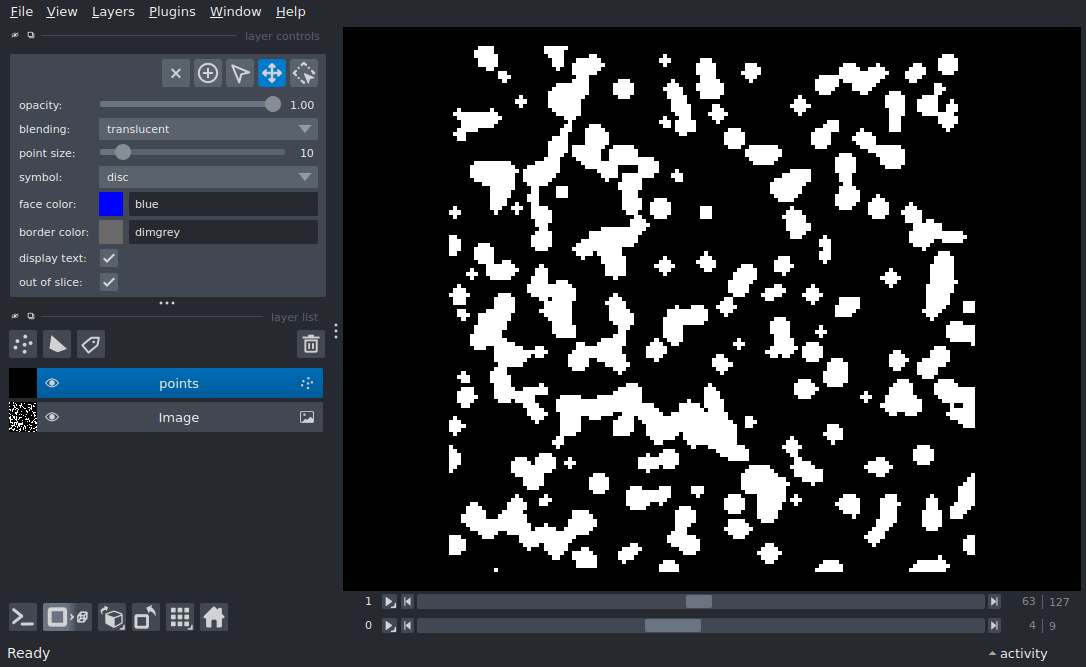 File View Layers Plugins Window Help
layer controls
opacity: 1.00
blending: translucent
point size: 10
symbol: disc
face color: blue
border color: dimgrey
display text:
out of slice:
layer list
points
Image
1 63 | 127
0 4 | 9
Ready activity